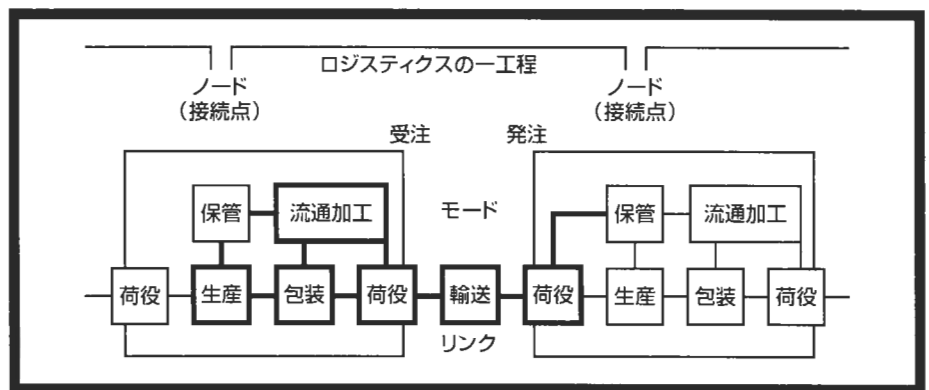 ロジスティクスの一工程
ノード
(接続点)
ノード
(接続点)
受注
発注
保管
流通加工
モード
保管
流通加工
荷役
生産
包装
荷役
輸送
荷役
生産
包装
荷役
リンク